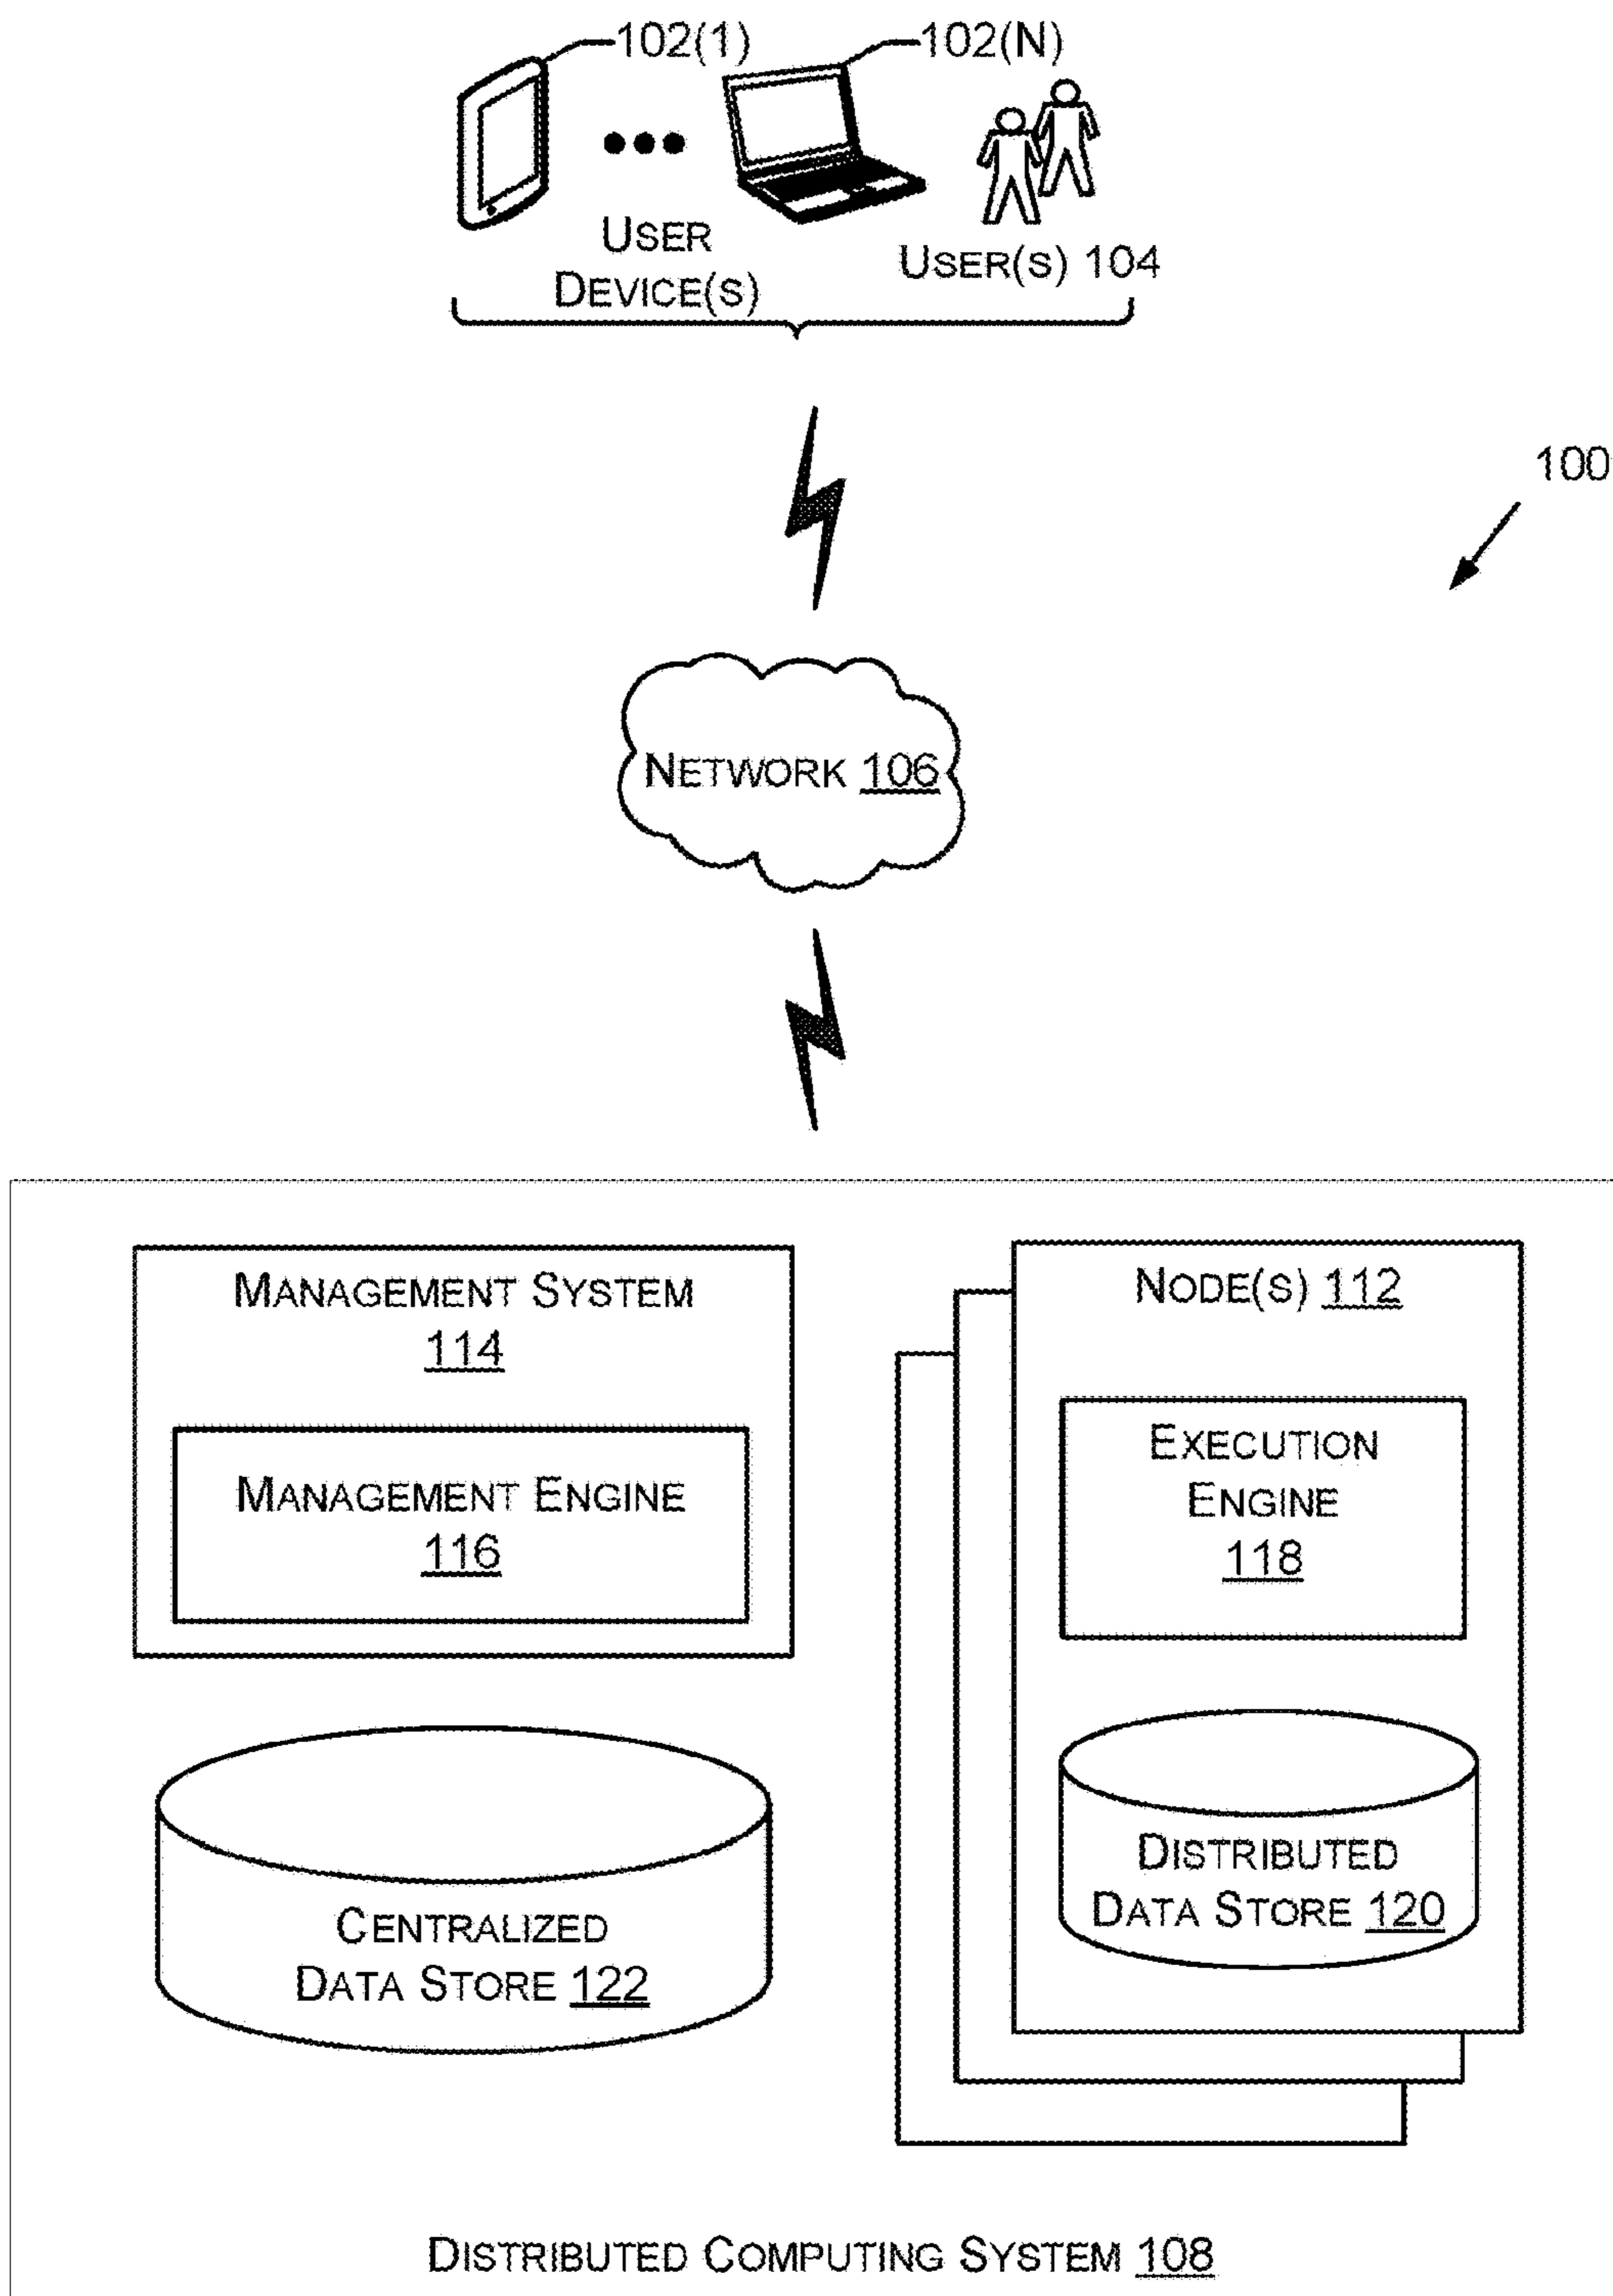 102(1)
102(N)
USER
DEVICE(S)
USER(S) 104
100
NETWORK 106
MANAGEMENT SYSTEM
114
MANAGEMENT ENGINE
116
NODE(S) 112
EXECUTION
ENGINE
118
CENTRALIZED
DATA STORE 122
DISTRIBUTED
DATA STORE 120
DISTRIBUTED COMPUTING SYSTEM 108